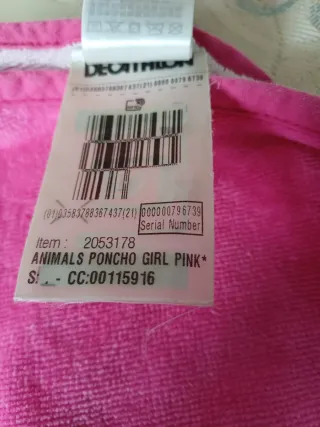 DECATHLON
(01)03583788367437(21) 000000796739
Serial Number
Item : 2053178
ANIMALS PONCHO GIRL PINK*
CC:00115916